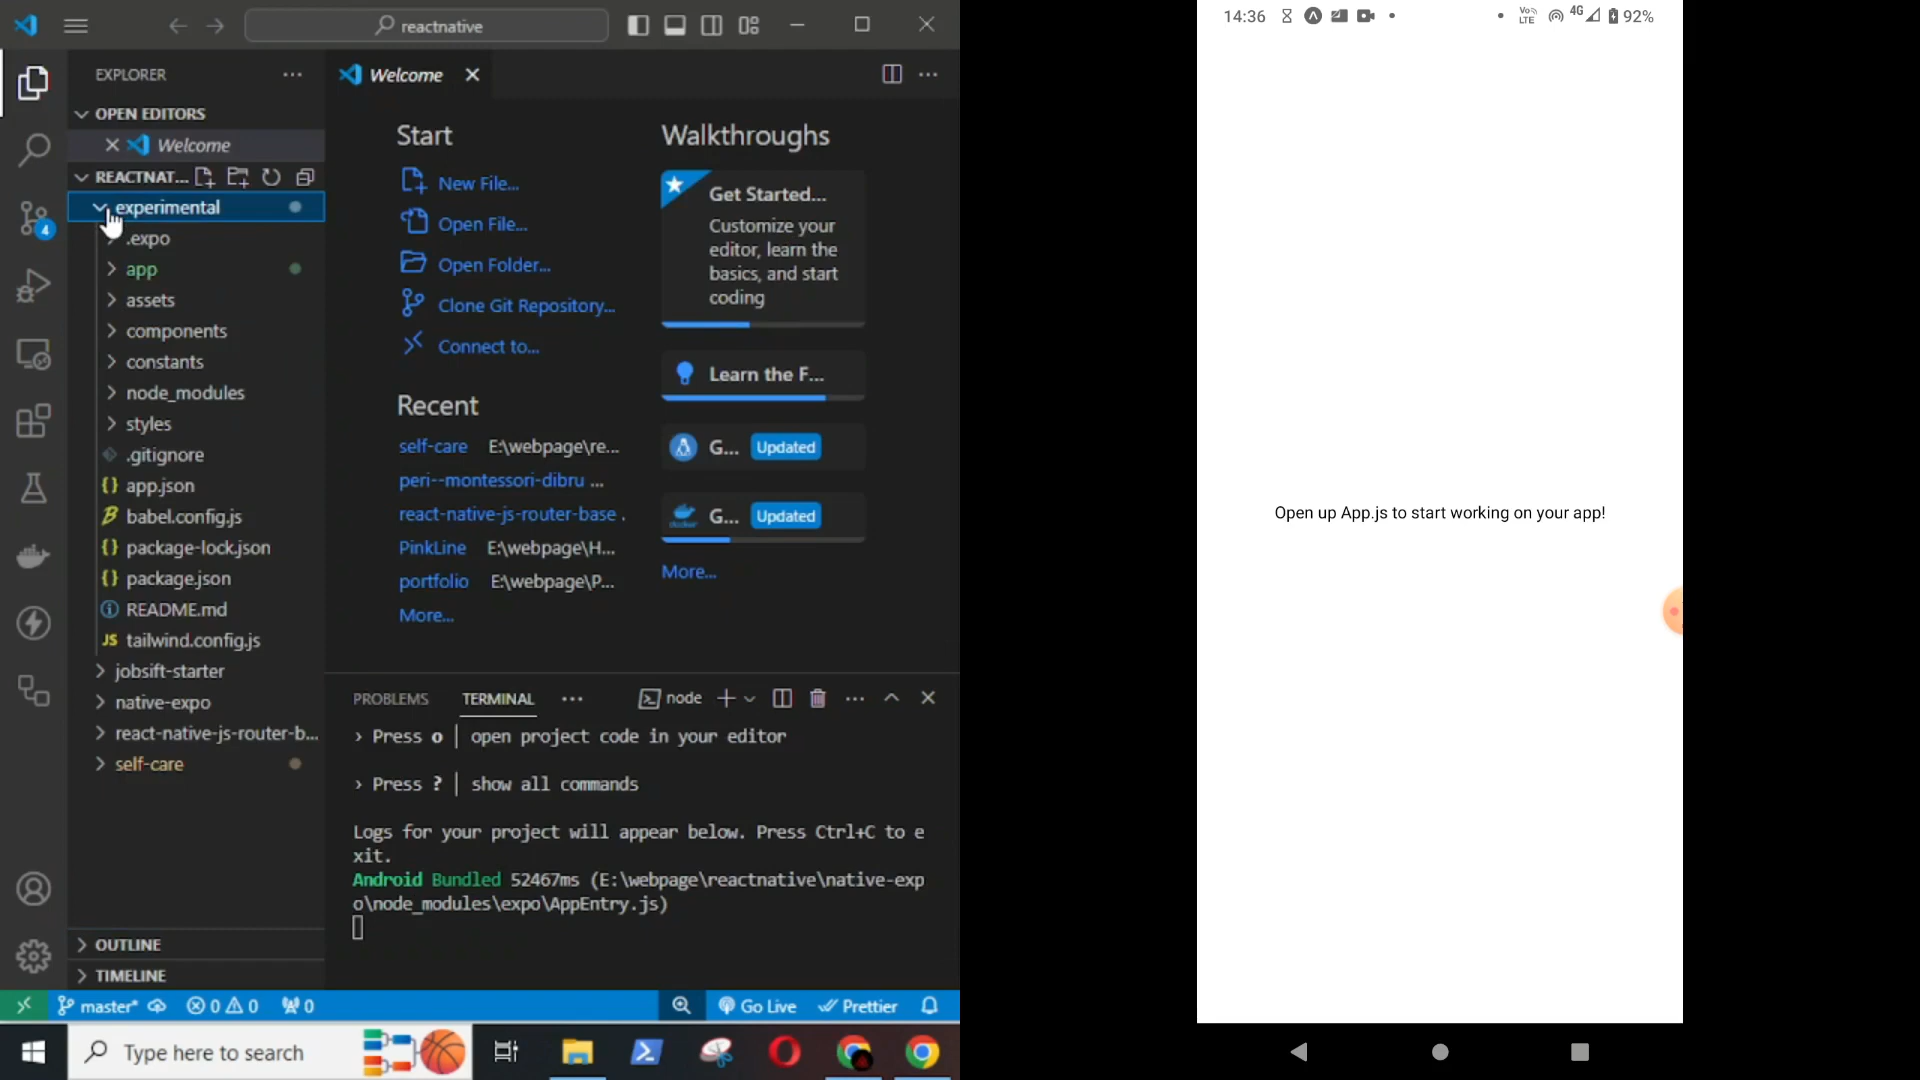 reactnative
EXPLORER
OPEN EDITORS
Welcome
REACTNAT...
experimental
.expo
app
assets
components
constants
node_modules
styles
.gitignore
app.json
babel.config.js
package-lock.json
package.json
README.md
tailwind.config.js
jobsift-starter
native-expo
react-native-js-router-b...
self-care
OUTLINE
TIMELINE
4
Welcome
Start
New File...
Open File...
Open Folder...
Clone Git Repository...
Connect to...
Recent
self-care E:\webpage\re...
peri--montessori-dibru ...
react-native-js-router-base .
PinkLine E:\webpage\H...
portfolio E:\webpage\P...
More...
Walkthroughs
Get Started...
Customize your
editor, learn the
basics, and start
coding
Learn the F...
G... Updated
G... Updated
More...
PROBLEMS TERMINAL ... node
› Press o | open project code in your editor
› Press ? | show all commands
Logs for your project will appear below. Press Ctrl+C to e
xit.
Android Bundled 52467ms (E:\webpage\reactnative\native-exp
o\node_modules\expo\AppEntry.js)
master* 0 0 0 Go Live Prettier
Type here to search
14:36 Vo LTE 4G 92%
Open up App.js to start working on your app!